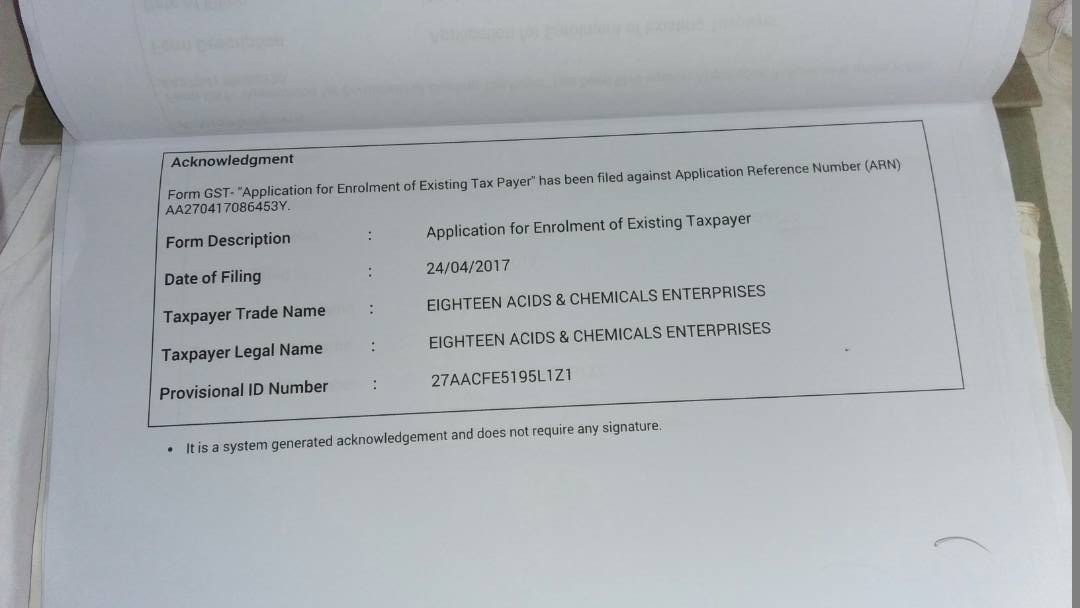 Acknowledgment
Form GST- "Application for Enrolment of Existing Tax Payer" has been filed against Application Reference Number (ARN)
AA270417086453Y.
Form Description : Application for Enrolment of Existing Taxpayer
Date of Filing : 24/04/2017
Taxpayer Trade Name : EIGHTEEN ACIDS & CHEMICALS ENTERPRISES
Taxpayer Legal Name : EIGHTEEN ACIDS & CHEMICALS ENTERPRISES
Provisional ID Number : 27AACFE5195L1Z1
• It is a system generated acknowledgement and does not require any signature.